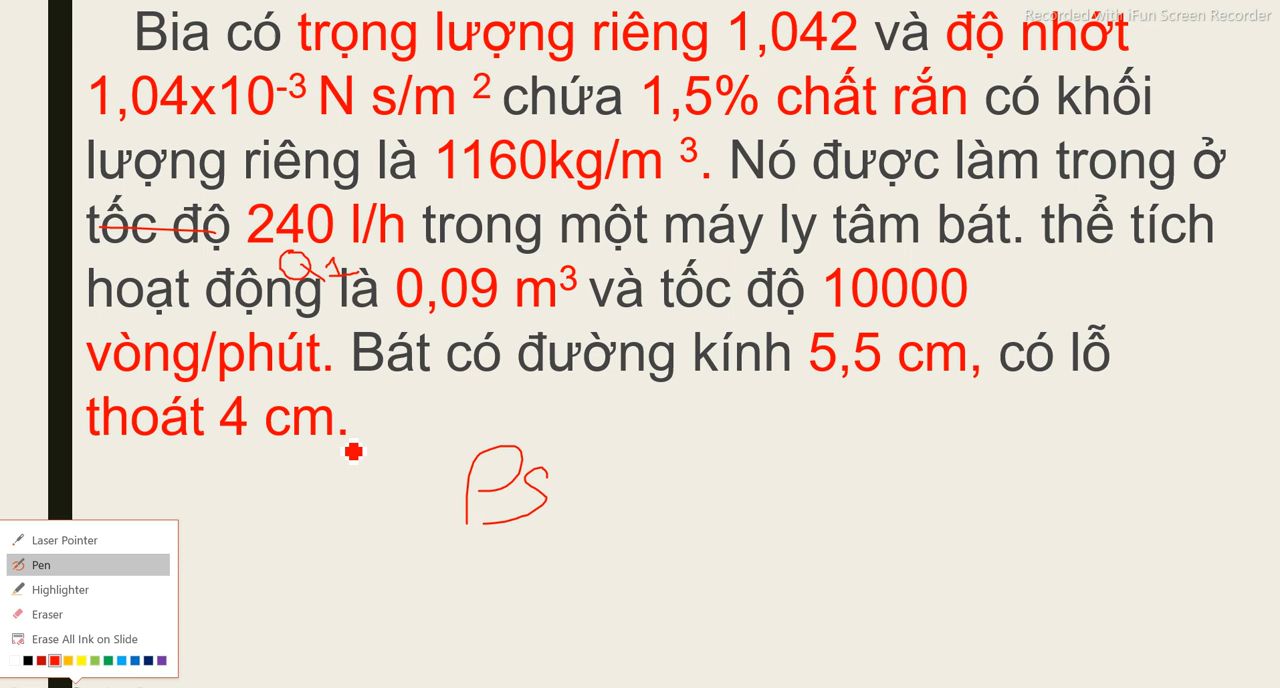 Recorded with iFun Screen Recorder
Bia có trọng lượng riêng 1,042 và độ nhớt
1,04x10-3 N s/m 2 chứa 1,5% chất rắn có khối
lượng riêng là 1160kg/m 3. Nó được làm trong ở
tốc độ 240 l/h trong một máy ly tâm bát. thể tích
hoạt động là 0,09 m3 và tốc độ 10000
vòng/phút. Bát có đường kính 5,5 cm, có lỗ
thoát 4 cm.
Laser Pointer
Pen
Highlighter
Eraser
Erase All Ink on Slide